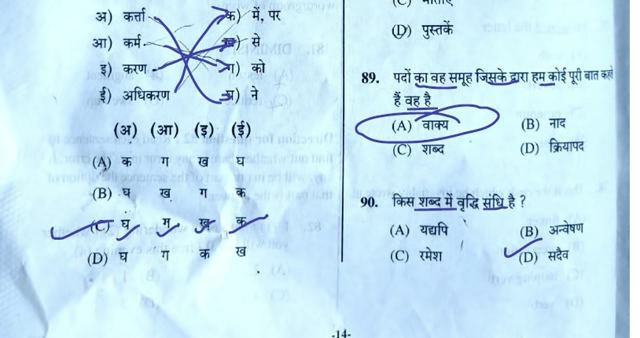 अ) कर्त्ता क) में, पर
आ) कर्म ख) से
इ) करण ग) को
ई) अधिकरण घ) ने
(अ) (आ) (इ) (ई)
(A) क ग ख घ
(B) घ ख ग क
(C) घ ग ख क
(D) घ ग क ख
(D) पुस्तकें
89. पदों का वह समूह जिसके द्वारा हम कोई पूरी बात कहते
हैं वह है
(A) वाक्य (B) नाद
(C) शब्द (D) क्रियापद
90. किस शब्द में वृद्धि संधि है ?
(A) यद्यपि (B) अन्वेषण
(C) रमेश (D) सदैव
-14-